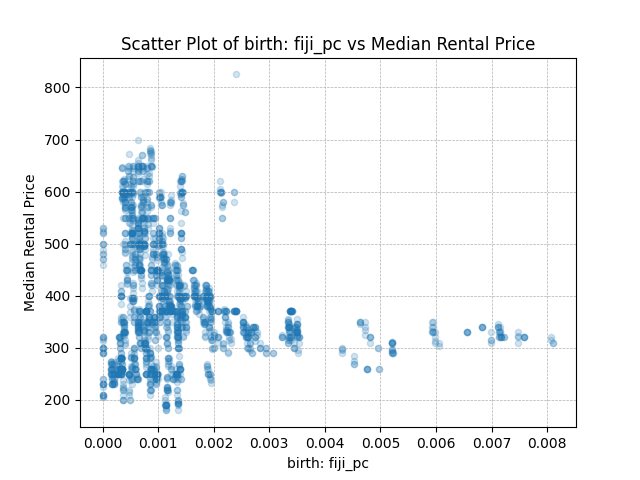 Scatter Plot of birth: fiji_pc vs Median Rental Price
Median Rental Price
800
700
600
500
400
300
200
0.000 0.001 0.002 0.003 0.004 0.005 0.006 0.007 0.008
birth: fiji_pc